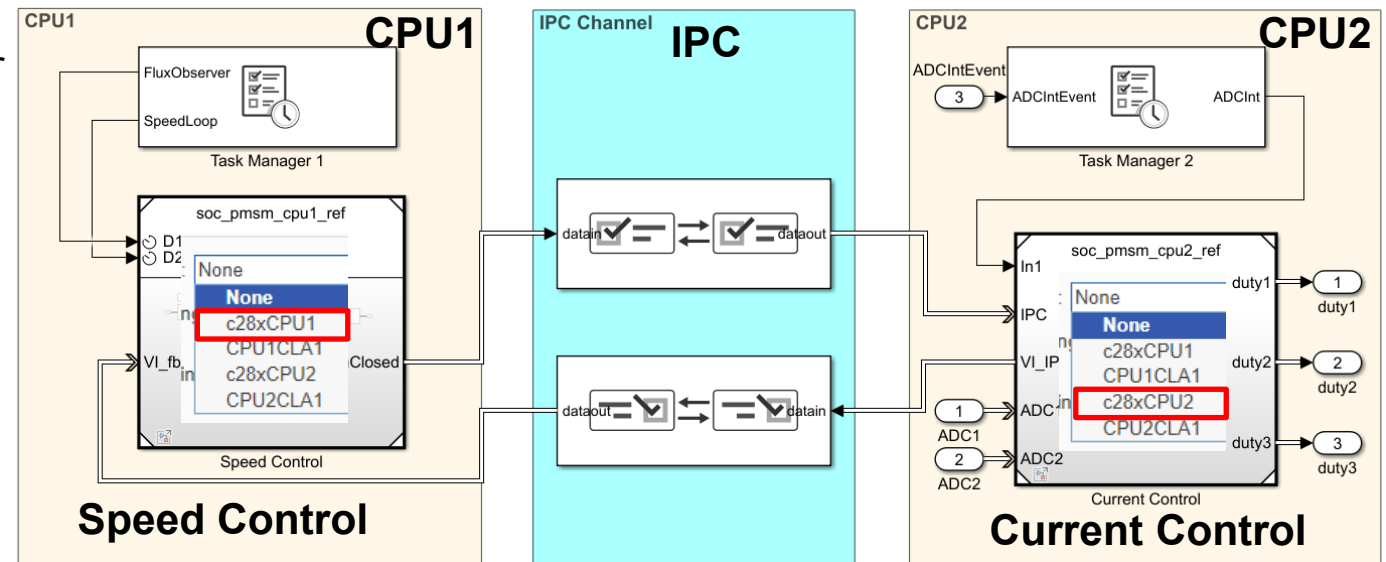 CPU1
CPU1
FluxObserver
SpeedLoop
Task Manager 1
soc_pmsm_cpu1_ref
D1
D2
None
None
c28xCPU1
CPU1CLA1
c28xCPU2
CPU2CLA1
VI_fb
Closed
Speed Control
Speed Control
IPC Channel
IPC
datain
dataout
dataout
datain
CPU2
CPU2
ADCIntEvent
3
ADCIntEvent
ADCInt
Task Manager 2
soc_pmsm_cpu2_ref
In1
IPC
VI_IP
ADC
ADC2
None
None
c28xCPU1
CPU1CLA1
c28xCPU2
CPU2CLA1
duty1
duty2
duty3
1
duty1
2
duty2
3
duty3
1
ADC1
2
ADC2
Current Control
Current Control